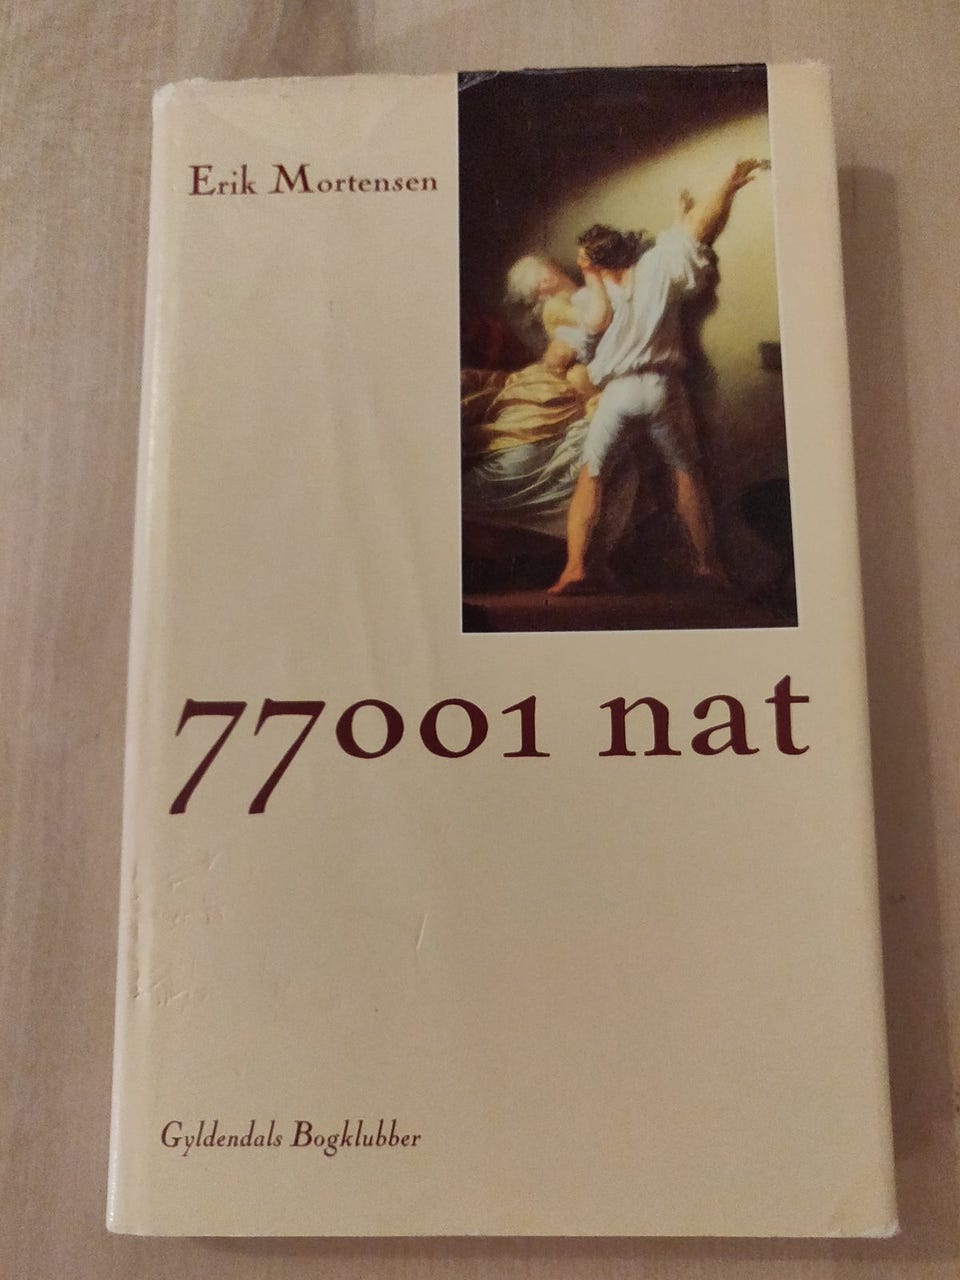 Erik Mortensen
77001 nat
Gyldendals Bogklubber